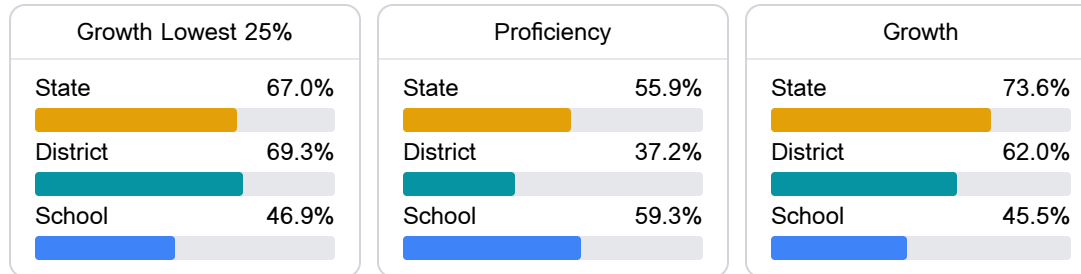 Growth Lowest 25%
State 67.0%
District 69.3%
School 46.9%
Proficiency
State 55.9%
District 37.2%
School 59.3%
Growth
State 73.6%
District 62.0%
School 45.5%